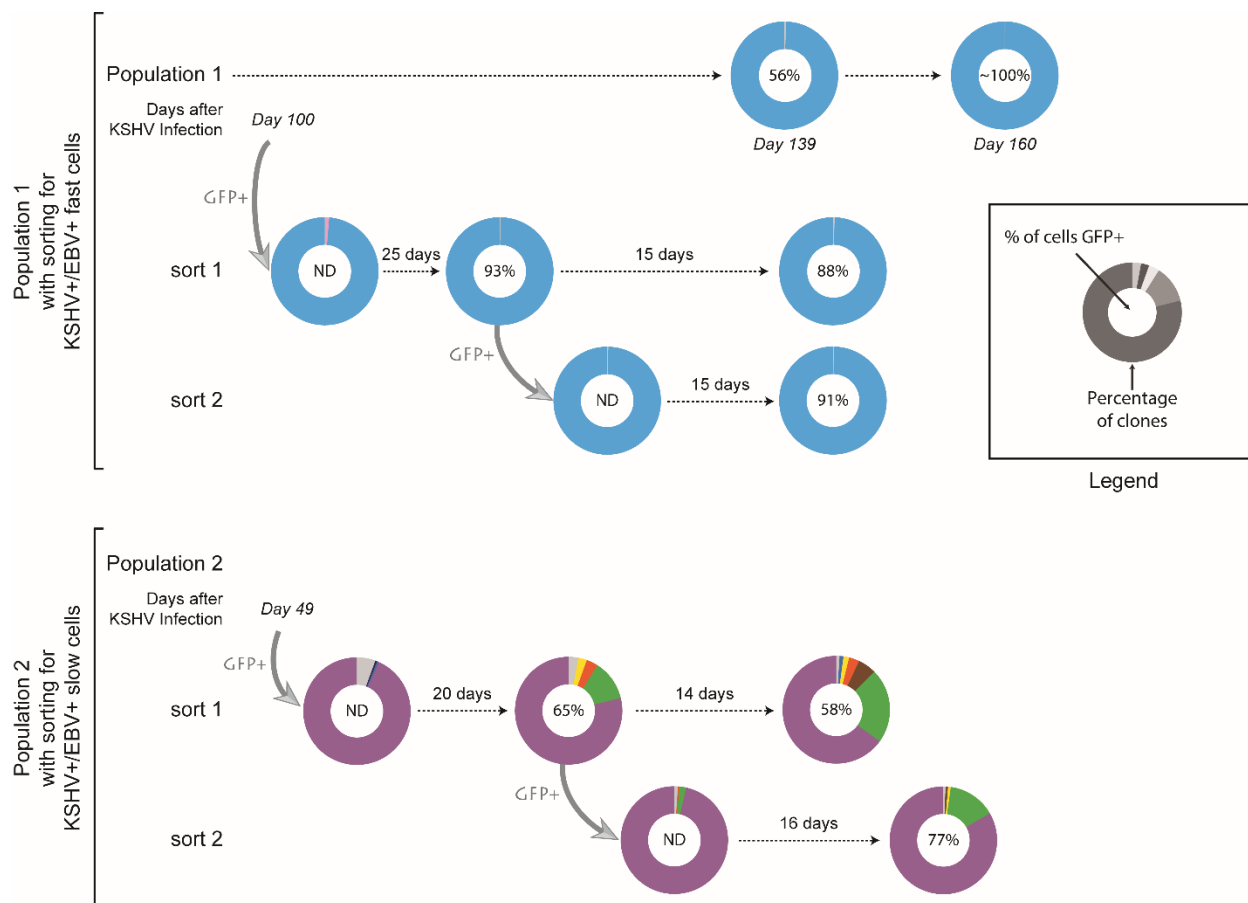 Population 1
with sorting for
KSHV+/EBV+ fast cells
Population 1
56%
~100%
Days after
KSHV Infection
Day 100
Day 139
Day 160
GFP+
sort 1
ND
25 days
93%
15 days
88%
GFP+
sort 2
ND
15 days
91%
% of cells GFP+
Percentage
of clones
Legend
Population 2
with sorting for
KSHV+/EBV+ slow cells
Population 2
Days after
KSHV Infection
Day 49
GFP+
sort 1
ND
20 days
65%
14 days
58%
GFP+
sort 2
ND
16 days
77%